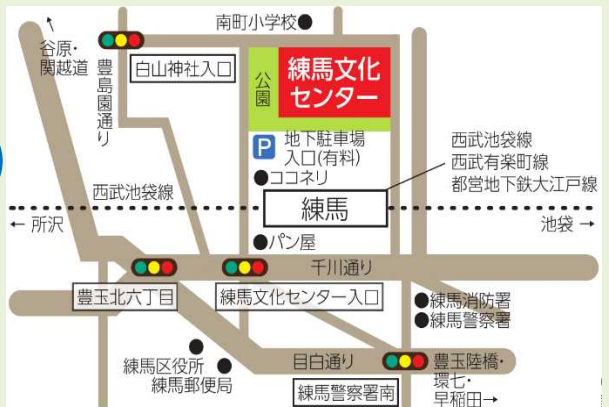 南町小学校
谷原・
関越道
豊島園通り
白山神社入口
公園
練馬文化
センター
P
地下駐車場
入口(有料)
ココネリ
西武池袋線
西武有楽町線
都営地下鉄大江戸線
西武池袋線
練馬
← 所沢
池袋 →
パン屋
千川通り
豊玉北六丁目
練馬文化センター入口
練馬消防署
練馬警察署
練馬区役所
練馬郵便局
目白通り
豊玉陸橋・
環七・
早稲田→
練馬警察署南